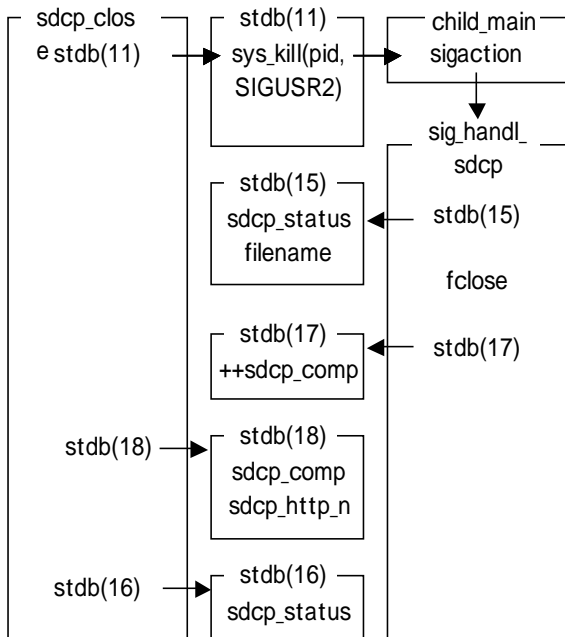 sdcp_clos
e stdb(11)
stdb(11)
sys_kill(pid,
SIGUSR2)
child_main
sigaction
sig_handl_
sdcp
stdb(15)
sdcp_status
filename
stdb(15)
fclose
stdb(17)
++sdcp_comp
stdb(17)
stdb(18)
stdb(18)
sdcp_comp
sdcp_http_n
stdb(16)
stdb(16)
sdcp_status